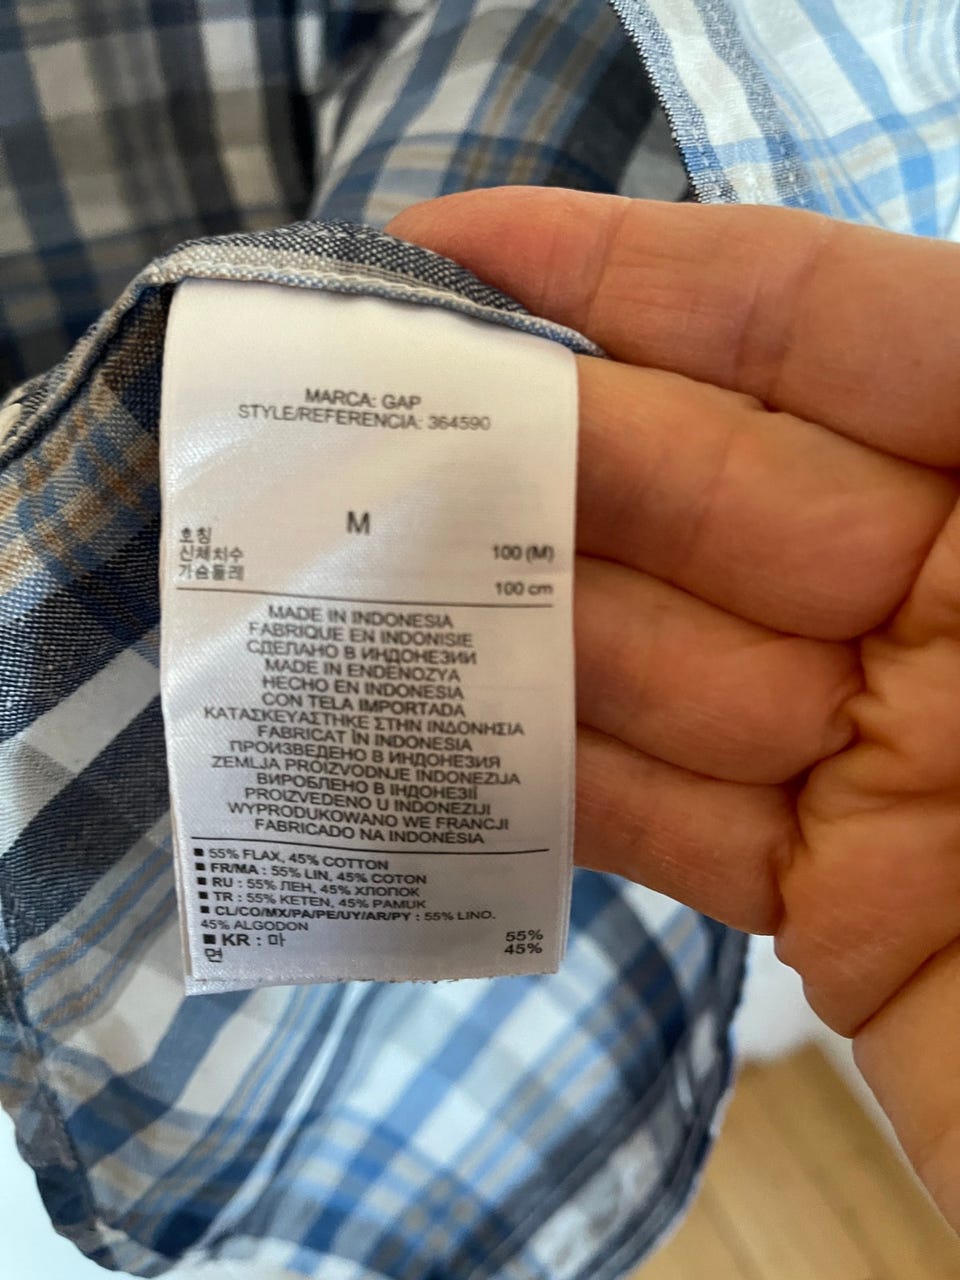 MARCA: GAP
STYLE/REFERENCIA: 364590
M
호칭
신체치수 100 (M)
가슴둘레 100 cm
MADE IN INDONESIA
FABRIQUE EN INDONISIE
СДЕЛАНО В ИНДОНЕЗИИ
MADE IN ENDENOZYA
HECHO EN INDONESIA
CON TELA IMPORTADA
ΚΑΤΑΣΚΕΥΑΣΤΗΚΕ ΣΤΗΝ ΙΝΔΟΝΗΣΙΑ
FABRICAT ÎN INDONESIA
ПРОИЗВЕДЕНО В ИНДОНЕЗИЯ
ZEMLJA PROIZVODNJE INDONEZIJA
ВИРОБЛЕНО В ІНДОНЕЗІЇ
PROIZVEDENO U INDONEZIJI
WYPRODUKOWANO WE FRANCJI
FABRICADO NA INDONÉSIA
■ 55% FLAX, 45% COTTON
■ FR/MA : 55% LIN, 45% COTON
■ RU : 55% ЛЕН, 45% ХЛОПОК
■ TR : 55% KETEN, 45% PAMUK
■ CL/CO/MX/PA/PE/UY/AR/PY : 55% LINO.
45% ALGODON
■ KR : 마 55%
면 45%